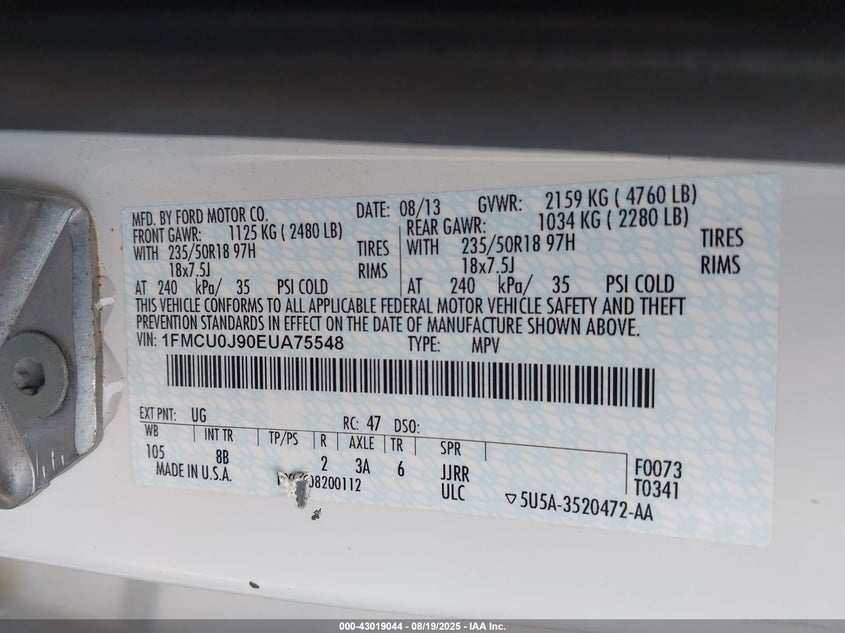 MFD. BY FORD MOTOR CO. DATE: 08/13 GVWR: 2159 KG ( 4760 LB)
FRONT GAWR: 1125 KG ( 2480 LB) REAR GAWR: 1034 KG ( 2280 LB)
WITH 235/50R18 97H TIRES WITH 235/50R18 97H TIRES
18x7.5J RIMS 18x7.5J RIMS
AT 240 kPa/ 35 PSI COLD AT 240 kPa/ 35 PSI COLD
THIS VEHICLE CONFORMS TO ALL APPLICABLE FEDERAL MOTOR VEHICLE SAFETY AND THEFT
PREVENTION STANDARDS IN EFFECT ON THE DATE OF MANUFACTURE SHOWN ABOVE.
VIN: 1FMCU0J90EUA75548 TYPE: MPV
EXT PNT: UG RC: 47 DSO:
WB INT TR TP/PS R AXLE TR SPR
105 8B 2 3A 6 JJRR F0073
MADE IN U.S.A. 08200112 ULC T0341
▽5U5A-3520472-AA
000-43019044 - 08/19/2025 - IAA Inc.